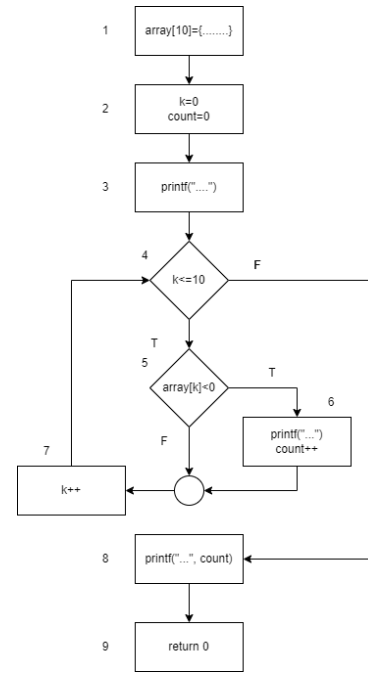 1
array[10]={........}
2
k=0
count=0
3
printf("....")
4
k<=10
F
T
5
array[k]<0
T
F
6
printf("...")
count++
7
k++
8
printf("...", count)
9
return 0